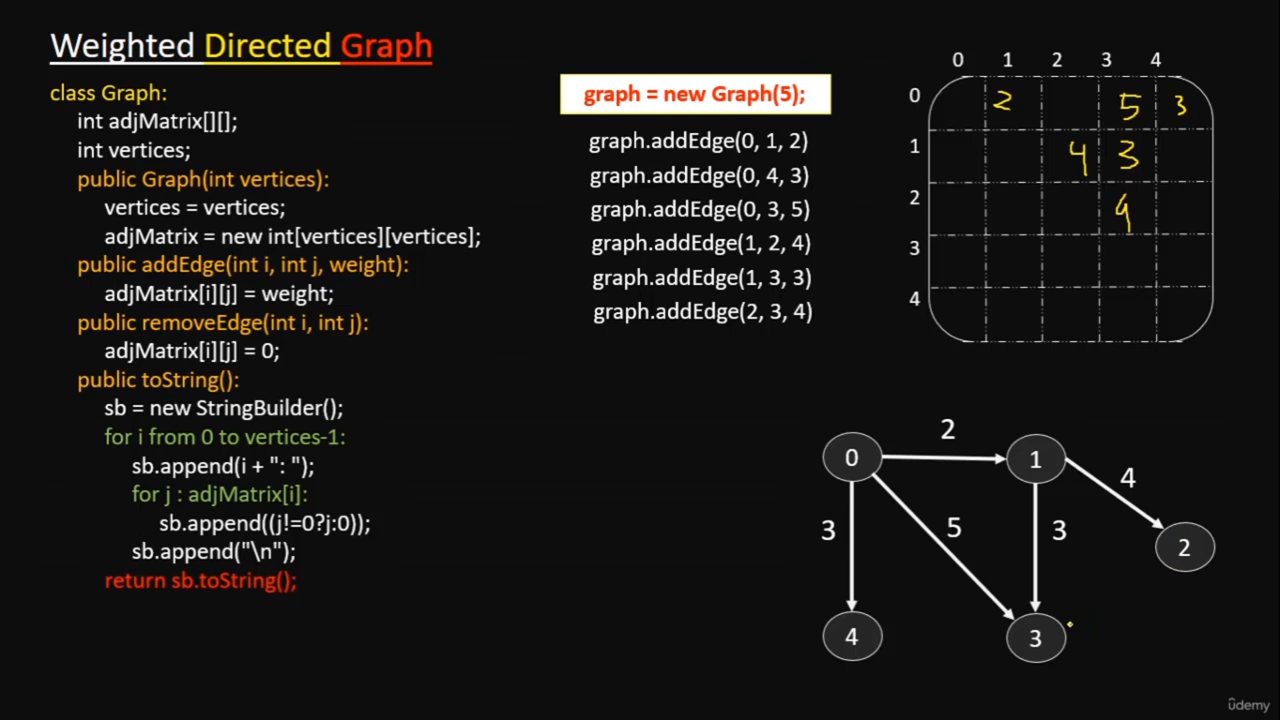 Weighted Directed Graph
class Graph:
int adjMatrix[][];
int vertices;
public Graph(int vertices):
vertices = vertices;
adjMatrix = new int[vertices][vertices];
public addEdge(int i, int j, weight):
adjMatrix[i][j] = weight;
public removeEdge(int i, int j):
adjMatrix[i][j] = 0;
public toString():
sb = new StringBuilder();
for i from 0 to vertices-1:
sb.append(i + ": ");
for j : adjMatrix[i]:
sb.append((j!=0?j:0));
sb.append("\n");
return sb.toString();
graph = new Graph(5);
graph.addEdge(0, 1, 2)
graph.addEdge(0, 4, 3)
graph.addEdge(0, 3, 5)
graph.addEdge(1, 2, 4)
graph.addEdge(1, 3, 3)
graph.addEdge(2, 3, 4)
0 1 2 3 4
0 2 5 3
1 4 3
2
3
4
2
0 1
4
3 5 3
2
4 3
ûdemy